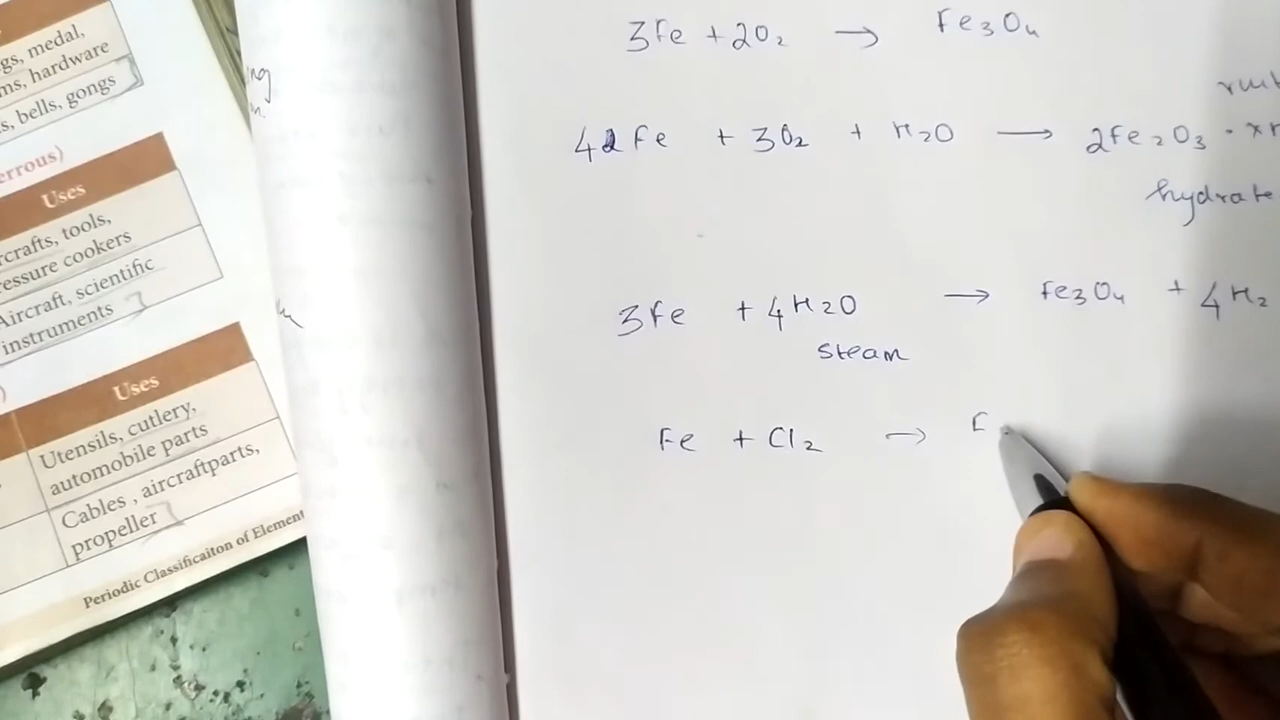 gs, medal,
ms, hardware
s, bells, gongs
errous)
Uses
rcrafts, tools,
ressure cookers
Aircraft, scientific
instruments
)
Uses
Utensils, cutlery,
automobile parts
Cables , aircraftparts,
propeller
Periodic Classificaiton of Element
3Fe + 2O₂ → Fe₃O₄
4 Fe + 3O₂ + H₂O → 2Fe₂O₃ · x
hydrate
3Fe + 4H₂O → Fe₃O₄ + 4H₂
steam
Fe + Cl₂ → F